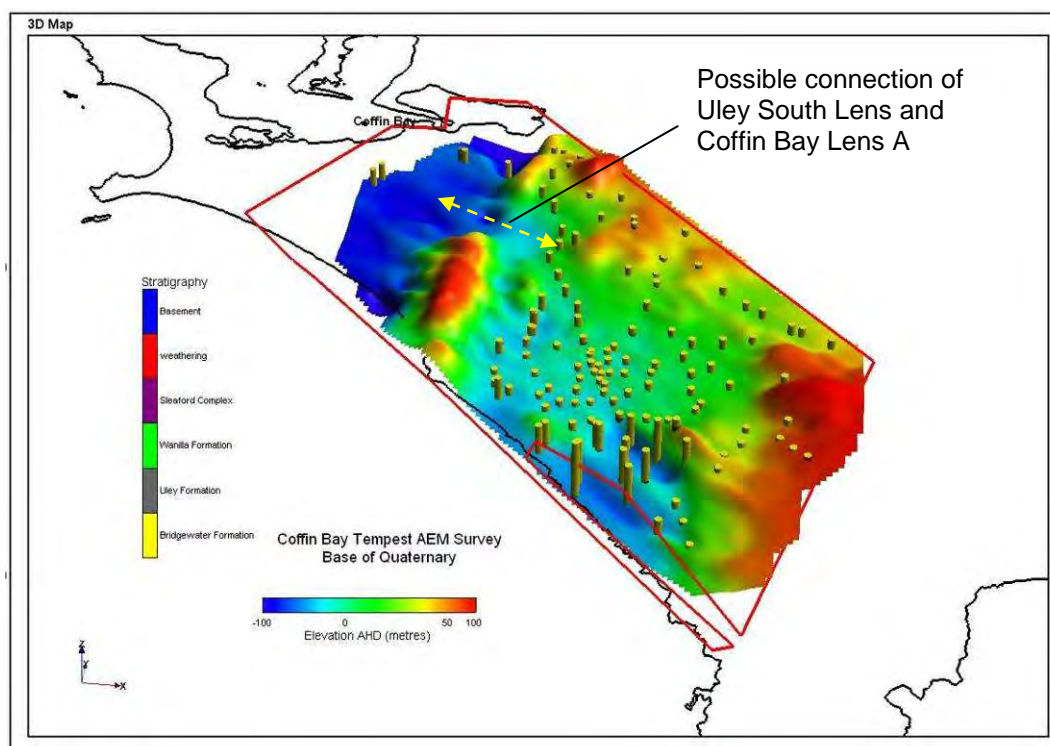 3D Map
Possible connection of
Uley South Lens and
Coffin Bay Lens A
Coffin Bay
Stratigraphy
Basement
weathering
Sleaford Complex
Wanilla Formation
Uley Formation
Bridgewater Formation
Coffin Bay Tempest AEM Survey
Base of Quaternary
-100 0 50 100
Elevation AHD (metres)
Z
Y
X